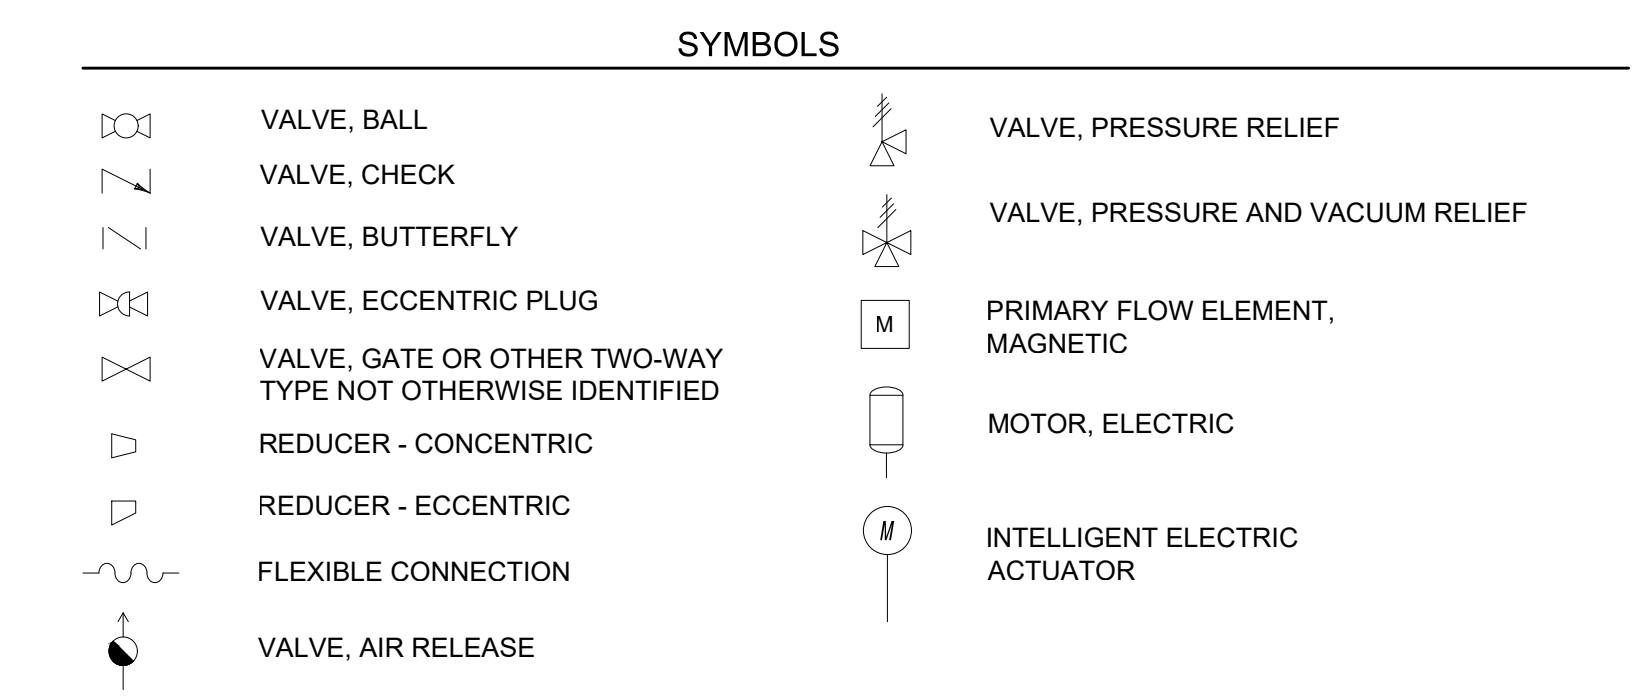 SYMBOLS
VALVE, BALL
VALVE, CHECK
VALVE, BUTTERFLY
VALVE, ECCENTRIC PLUG
VALVE, GATE OR OTHER TWO-WAY
TYPE NOT OTHERWISE IDENTIFIED
REDUCER - CONCENTRIC
REDUCER - ECCENTRIC
FLEXIBLE CONNECTION
VALVE, AIR RELEASE
VALVE, PRESSURE RELIEF
VALVE, PRESSURE AND VACUUM RELIEF
M
PRIMARY FLOW ELEMENT,
MAGNETIC
MOTOR, ELECTRIC
M
INTELLIGENT ELECTRIC
ACTUATOR